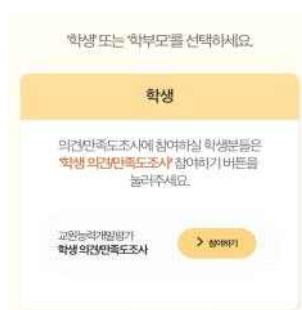 '학생' 또는 '학부모'를 선택하세요.
학생
의견/만족도조사에 참여하실 학생분들은
'학생 의견/만족도조사' 참여하기 버튼을
눌러주세요.
교원능력개발평가
학생 의견/만족도조사
> 참여하기